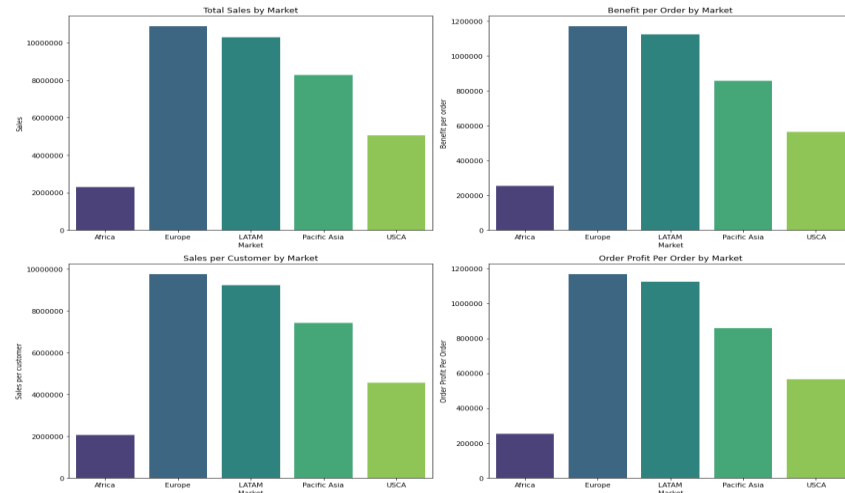 Total Sales by Market
Sales
10000000
8000000
6000000
4000000
2000000
0
Africa
Europe
LATAM
Pacific Asia
USCA
Market
Benefit per Order by Market
Benefit per order
1200000
1000000
800000
600000
400000
200000
0
Africa
Europe
LATAM
Pacific Asia
USCA
Market
Sales per Customer by Market
Sales per customer
10000000
8000000
6000000
4000000
2000000
0
Africa
Europe
LATAM
Pacific Asia
USCA
Market
Order Profit Per Order by Market
Order Profit Per Order
1200000
1000000
800000
600000
400000
200000
0
Africa
Europe
LATAM
Pacific Asia
USCA
Market